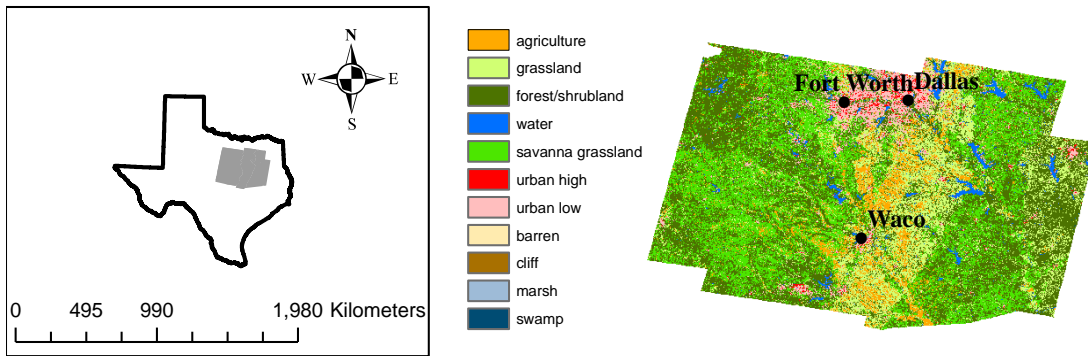 N
W E
S
0 495 990 1,980 Kilometers
agriculture
grassland
forest/shrubland
water
savanna grassland
urban high
urban low
barren
cliff
marsh
swamp
Fort Worth Dallas
Waco